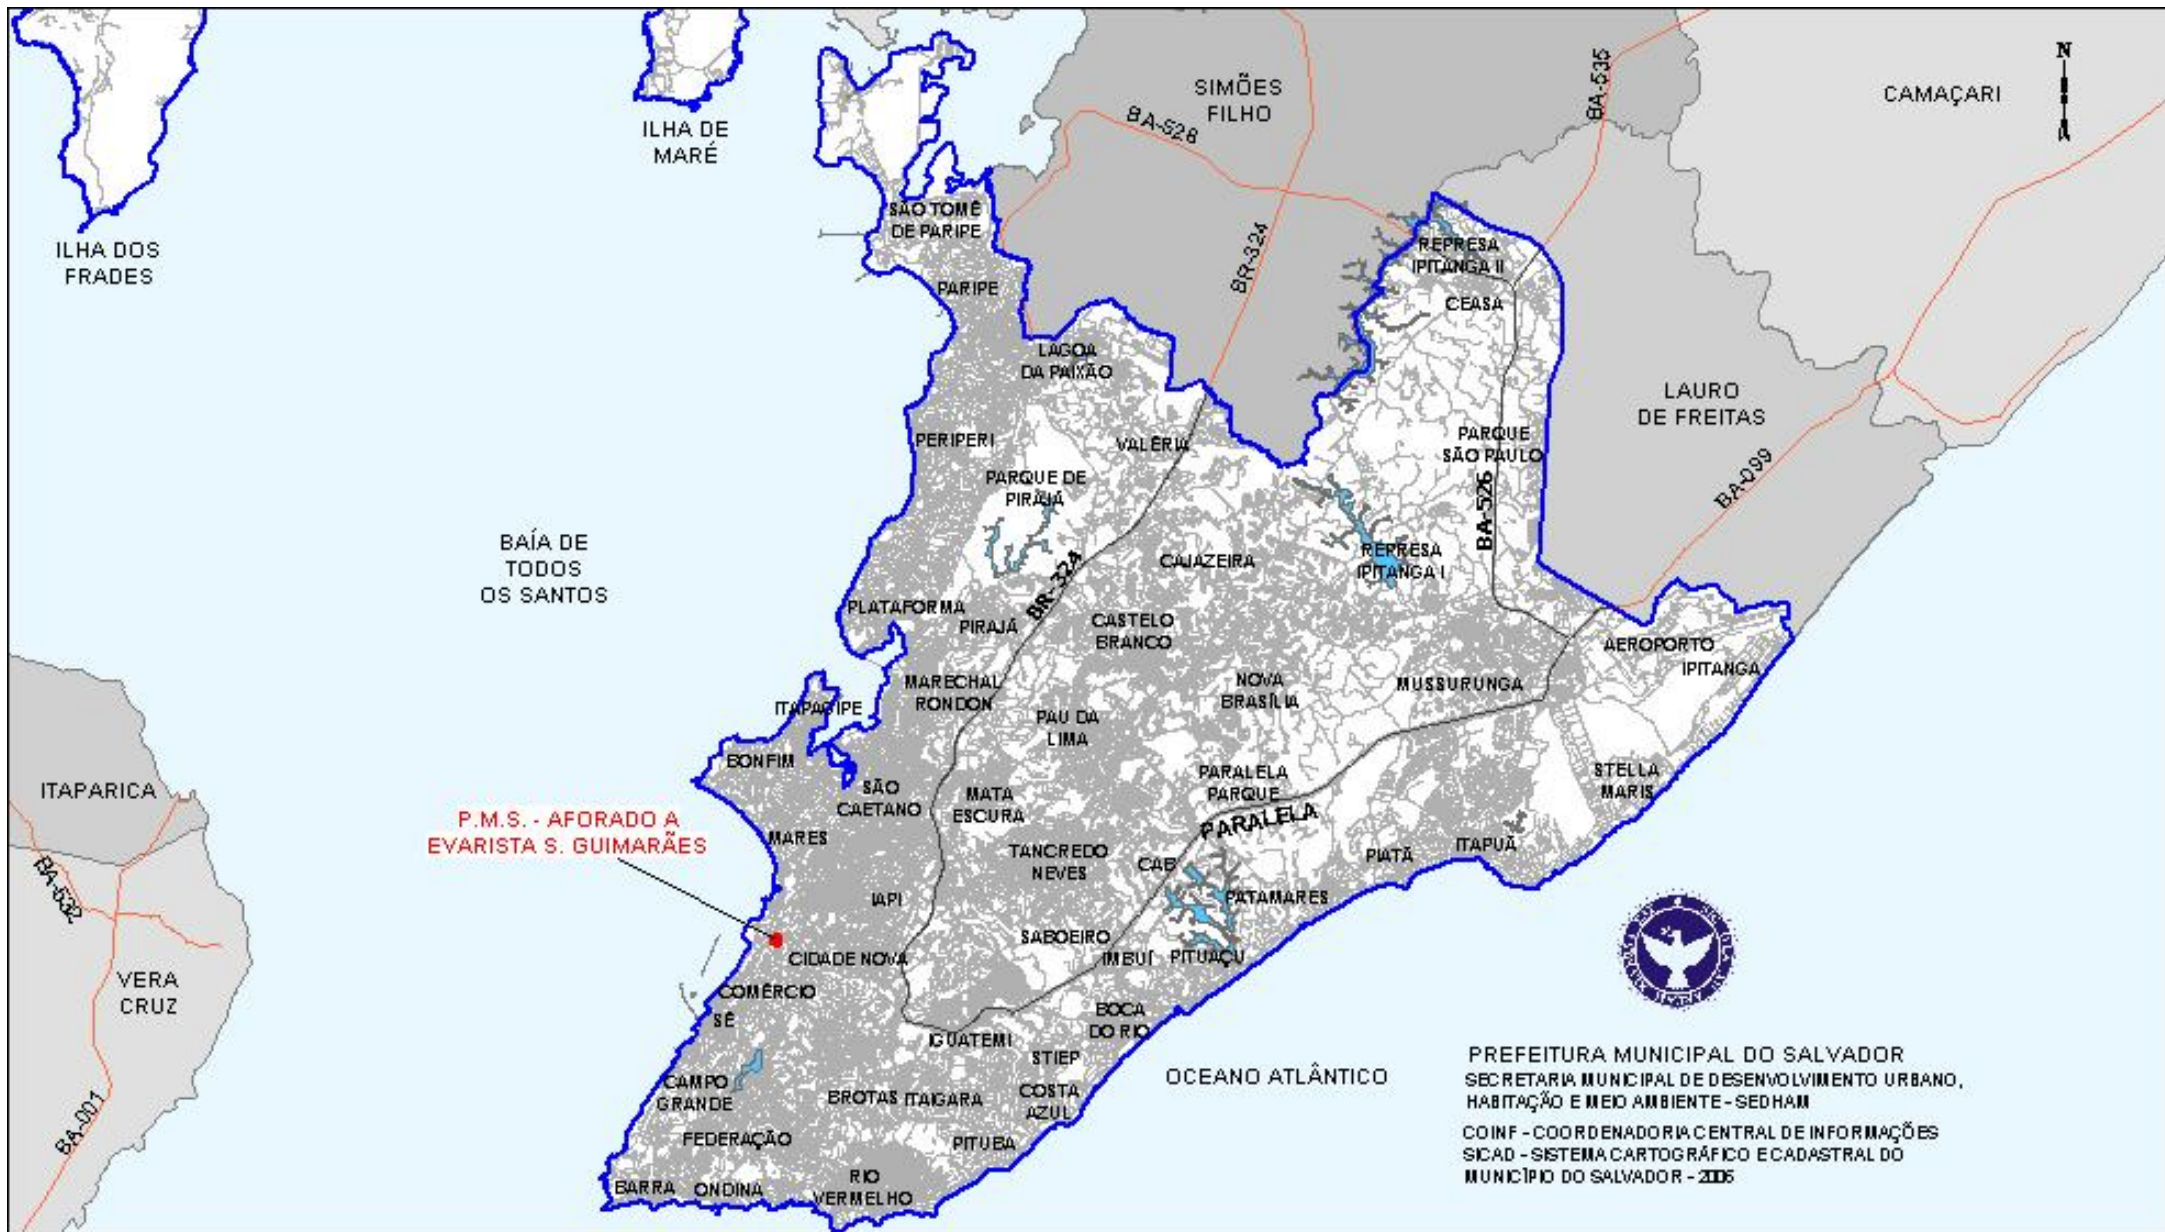 N
SIMÕES
FILHO
BA-535
CAMAÇARI
BA-528
ILHA DE
MARÉ
SÃO TOMÉ
DE PARIPE
BR-324
REPRESA
IPITANGA II
ILHA DOS
FRADES
PARIPE
CEASA
LAGOA
DA PAIXÃO
LAURO
DE FREITAS
PERIPERI
VALÉRIA
PARQUE
SÃO PAULO
PARQUE DE
PIRAJÁ
BA-099
BA-526
BAÍA DE
TODOS
OS SANTOS
CAJAZEIRA
REPRESA
IPITANGA I
BR-324
PLATAFORMA
PIRAJÁ
CASTELO
BRANCO
AEROPORTO
IPITANGA
MARECHAL
RONDON
NOVA
BRASÍLIA
MUSSURUNGA
ITAPAGIPE
PAU DA
LIMA
BONFIM
PARALELA
PARQUE
STELLA
MARIS
ITAPARICA
SÃO
CAETANO
MATA
ESCURA
PARALELA
P.M.S. - AFORADO A
EVARISTA S. GUIMARÃES
MARES
TANCREDO
NEVES
CAB
PIATÃ
ITAPUÃ
BA-532
IAPI
PATAMARES
SABOEIRO
CIDADE NOVA
IMBUÍ
PITUAÇU
VERA
CRUZ
COMÉRCIO
SÉ
BOCA
DO RIO
IGUATEMI
STIEP
OCEANO ATLÂNTICO
CAMPO
GRANDE
BROTAS
ITAIGARA
COSTA
AZUL
BA-001
FEDERAÇÃO
PITUBA
BARRA
ONDINA
RIO
VERMELHO
PREFEITURA MUNICIPAL DO SALVADOR
SECRETARIA MUNICIPAL DE DESENVOLVIMENTO URBANO,
HABITAÇÃO E MEIO AMBIENTE - SEDHAM
COINF - COORDENADORIA CENTRAL DE INFORMAÇÕES
SICAD - SISTEMA CARTOGRÁFICO E CADASTRAL DO
MUNICÍPIO DO SALVADOR - 2006